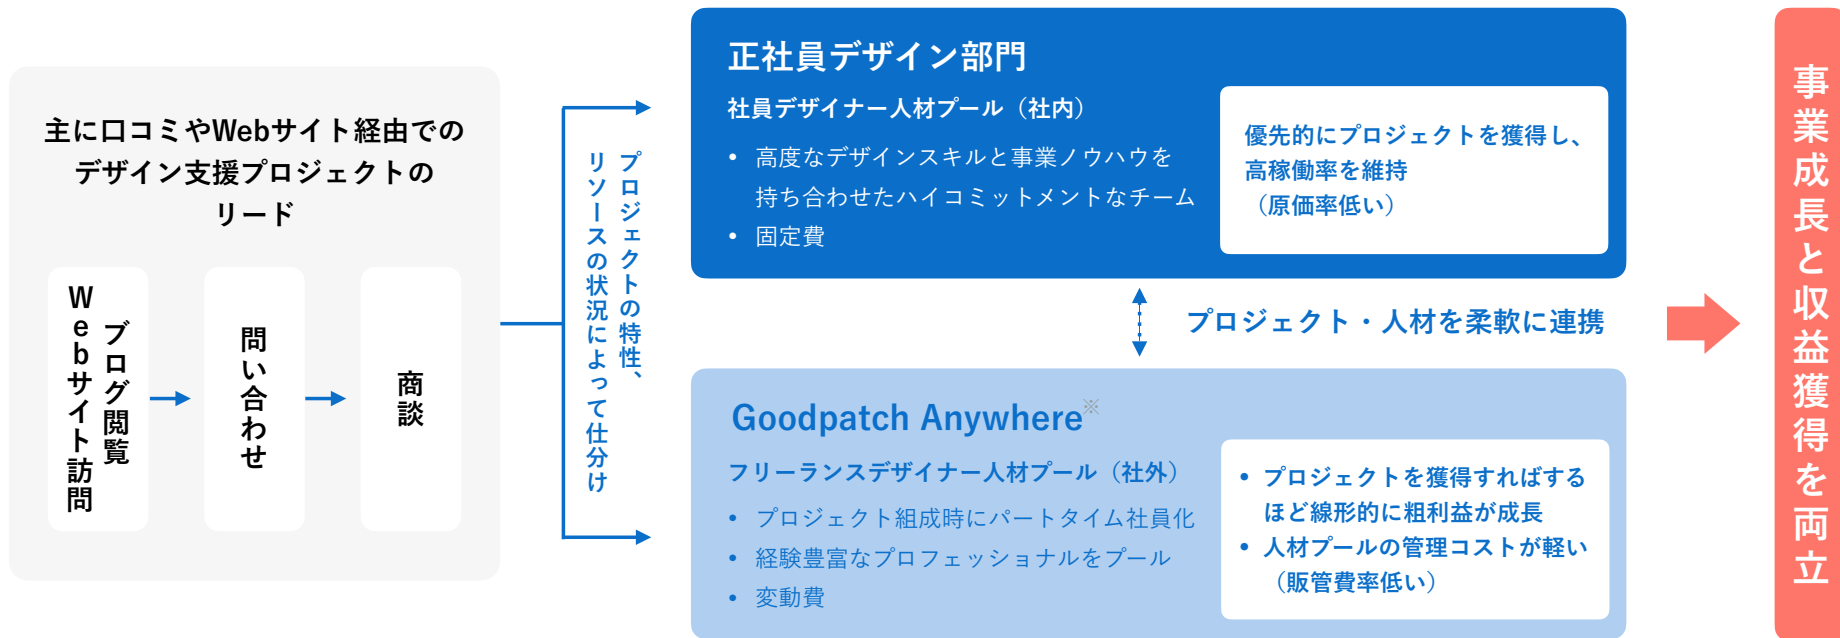 主に口コミやWebサイト経由での
デザイン支援プロジェクトの
リード
ブログ閲覧
Webサイト訪問
問い合わせ
商談
プロジェクトの特性、
リソースの状況によって仕分け
正社員デザイン部門
社員デザイナー人材プール（社内）
• 高度なデザインスキルと事業ノウハウを
持ち合わせたハイコミットメントなチーム
• 固定費
優先的にプロジェクトを獲得し、
高稼働率を維持
（原価率低い）
プロジェクト・人材を柔軟に連携
Goodpatch Anywhere※
フリーランスデザイナー人材プール（社外）
• プロジェクト組成時にパートタイム社員化
• 経験豊富なプロフェッショナルをプール
• 変動費
• プロジェクトを獲得すればする
ほど線形的に粗利益が成長
• 人材プールの管理コストが軽い
（販管費率低い）
事業成長と収益獲得を両立